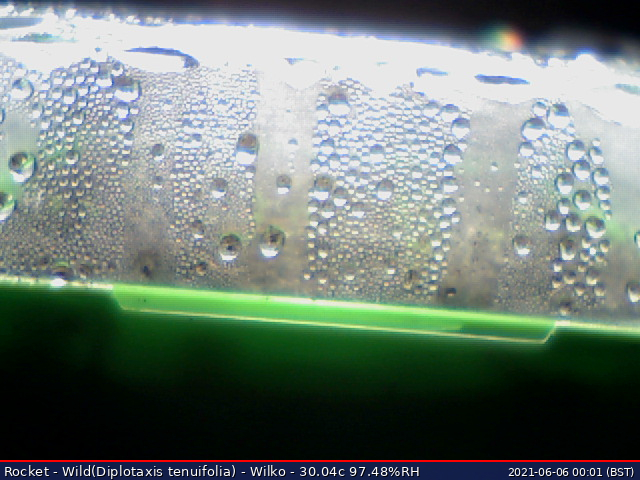 Rocket - Wild(Diplotaxis tenuifolia) - Wilko - 30.04c 97.48%RH
2021-06-06 00:01 (BST)